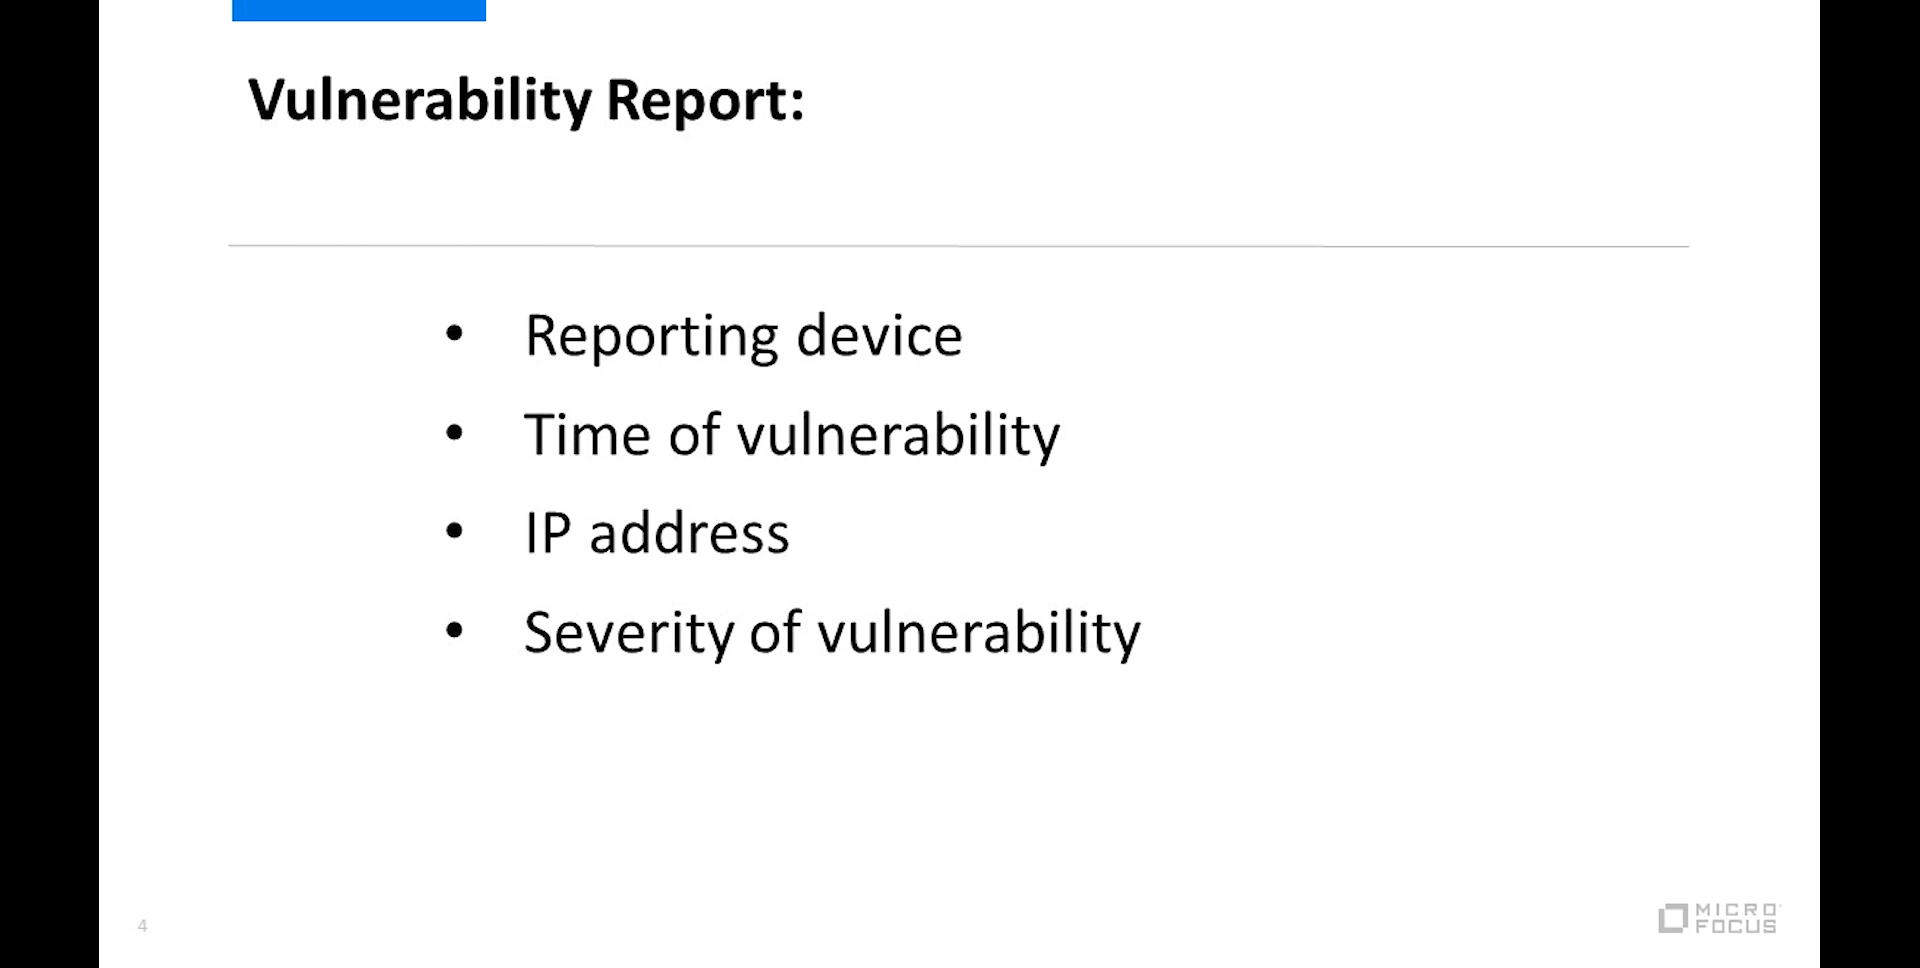 Vulnerability Report:
• Reporting device
• Time of vulnerability
• IP address
• Severity of vulnerability
4
MICRO
FOCUS